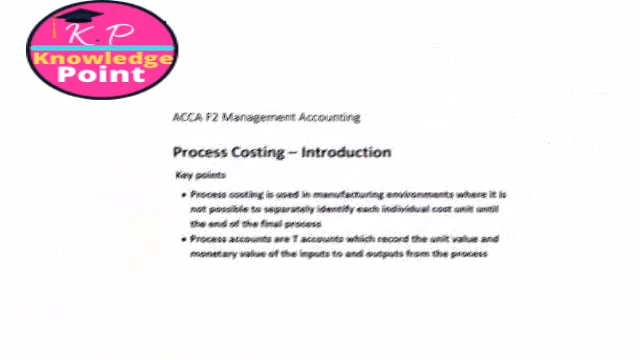 K.P
Knowledge
Point
ACCA F2 Management Accounting
Process Costing – Introduction
Key points
• Process costing is used in manufacturing environments where it is
not possible to separately identify each individual cost unit until
the end of the final process
• Process accounts are T accounts which record the unit value and
monetary value of the inputs to and outputs from the process